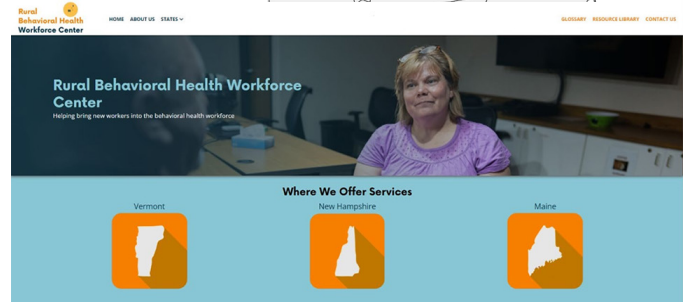 Rural
Behavioral Health
Workforce Center
HOME ABOUT US STATES
GLOSSARY RESOURCE LIBRARY CONTACT US
Rural Behavioral Health Workforce
Center
Helping bring new workers into the behavioral health workforce
Where We Offer Services
Vermont New Hampshire Maine